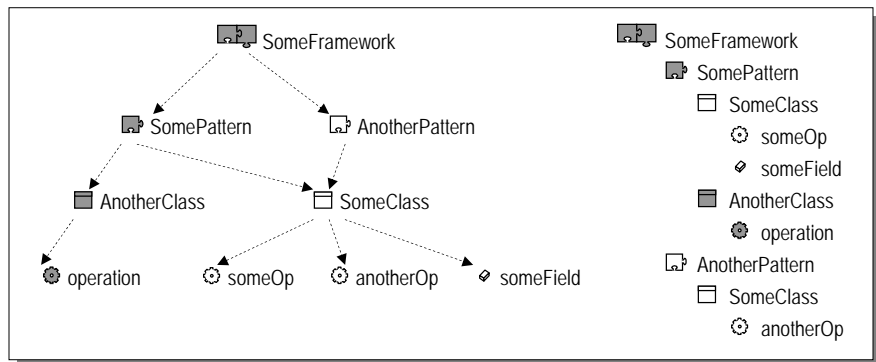 SomeFramework
SomePattern
AnotherPattern
AnotherClass
SomeClass
operation
someOp
anotherOp
someField
SomeFramework
SomePattern
SomeClass
someOp
someField
AnotherClass
operation
AnotherPattern
SomeClass
anotherOp